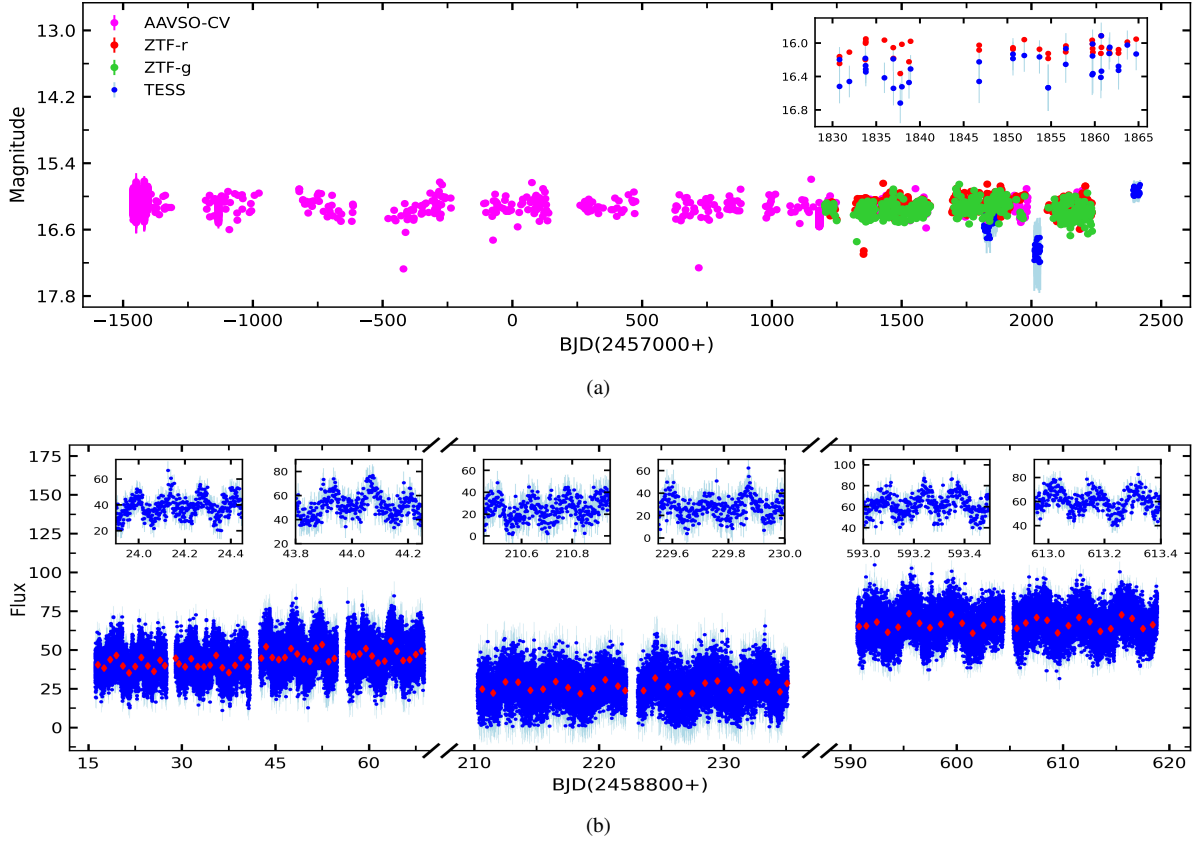 AAVSO-CV
ZTF-r
ZTF-g
TESS
Magnitude
13.0
14.2
15.4
16.6
17.8
16.0
16.4
16.8
1830 1835 1840 1845 1850 1855 1860 1865
−1500 −1000 −500 0 500 1000 1500 2000 2500
BJD(2457000+)
(a)
Flux
175
150
125
100
75
50
25
0
60
40
20
24.0 24.2 24.4
80
60
40
43.8 44.0 44.2
60
40
20
0
210.6 210.8
60
40
20
0
229.6 229.8 230.0
100
80
60
40
593.0 593.2 593.4
80
60
40
613.0 613.2 613.4
15 30 45 60 210 220 230 590 600 610 620
BJD(2458800+)
(b)